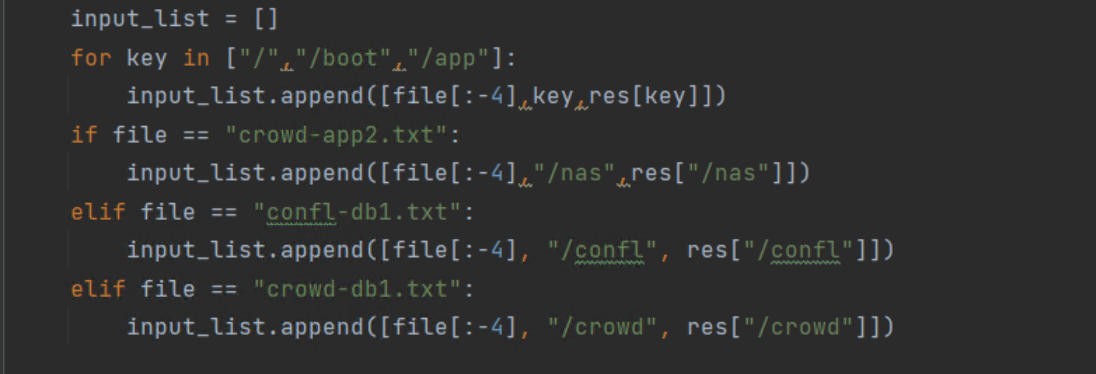 input_list = []
for key in ["/","/boot","/app"]:
    input_list.append([file[:-4],key,res[key]])
if file == "crowd-app2.txt":
    input_list.append([file[:-4],"/nas",res["/nas"]])
elif file == "confl-db1.txt":
    input_list.append([file[:-4], "/confl", res["/confl"]])
elif file == "crowd-db1.txt":
    input_list.append([file[:-4], "/crowd", res["/crowd"]])